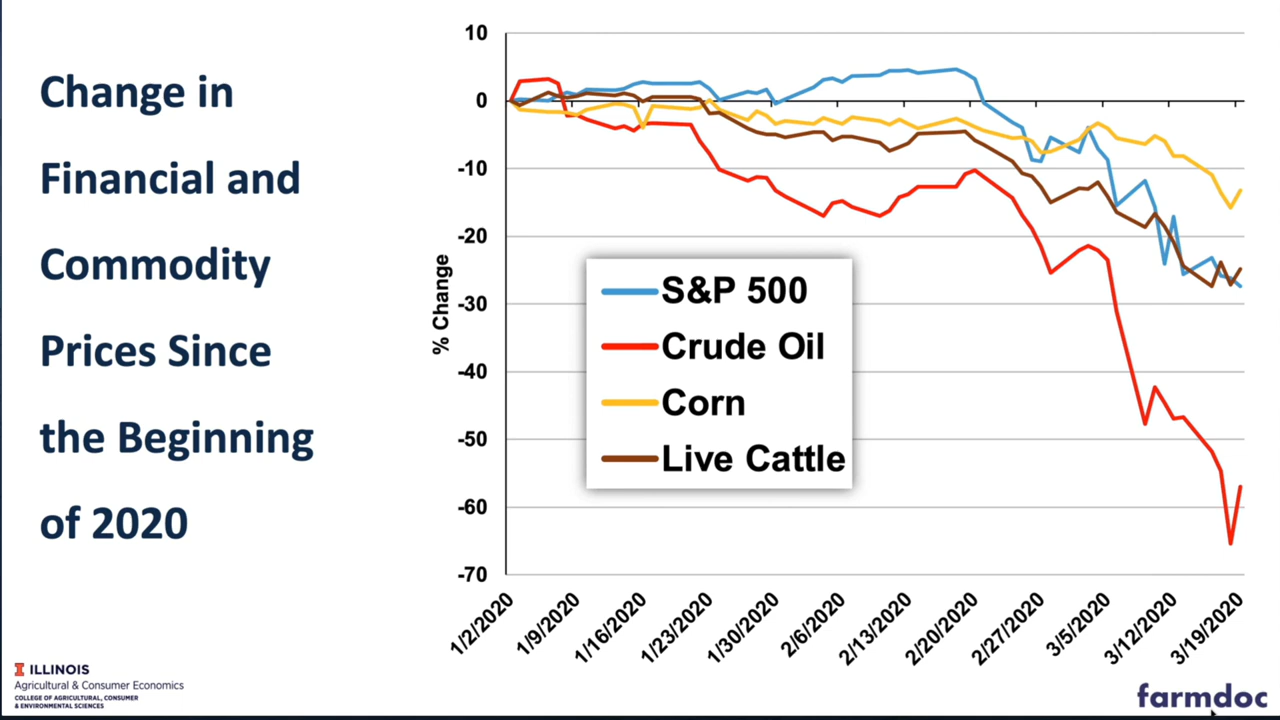 Change in
Financial and
Commodity
Prices Since
the Beginning
of 2020
10
0
-10
-20
-30
-40
-50
-60
-70
% Change
S&P 500
Crude Oil
Corn
Live Cattle
1/2/2020
1/9/2020
1/16/2020
1/23/2020
1/30/2020
2/6/2020
2/13/2020
2/20/2020
2/27/2020
3/5/2020
3/12/2020
3/19/2020
I ILLINOIS
Agricultural & Consumer Economics
COLLEGE OF AGRICULTURAL, CONSUMER
& ENVIRONMENTAL SCIENCES
farmdoc